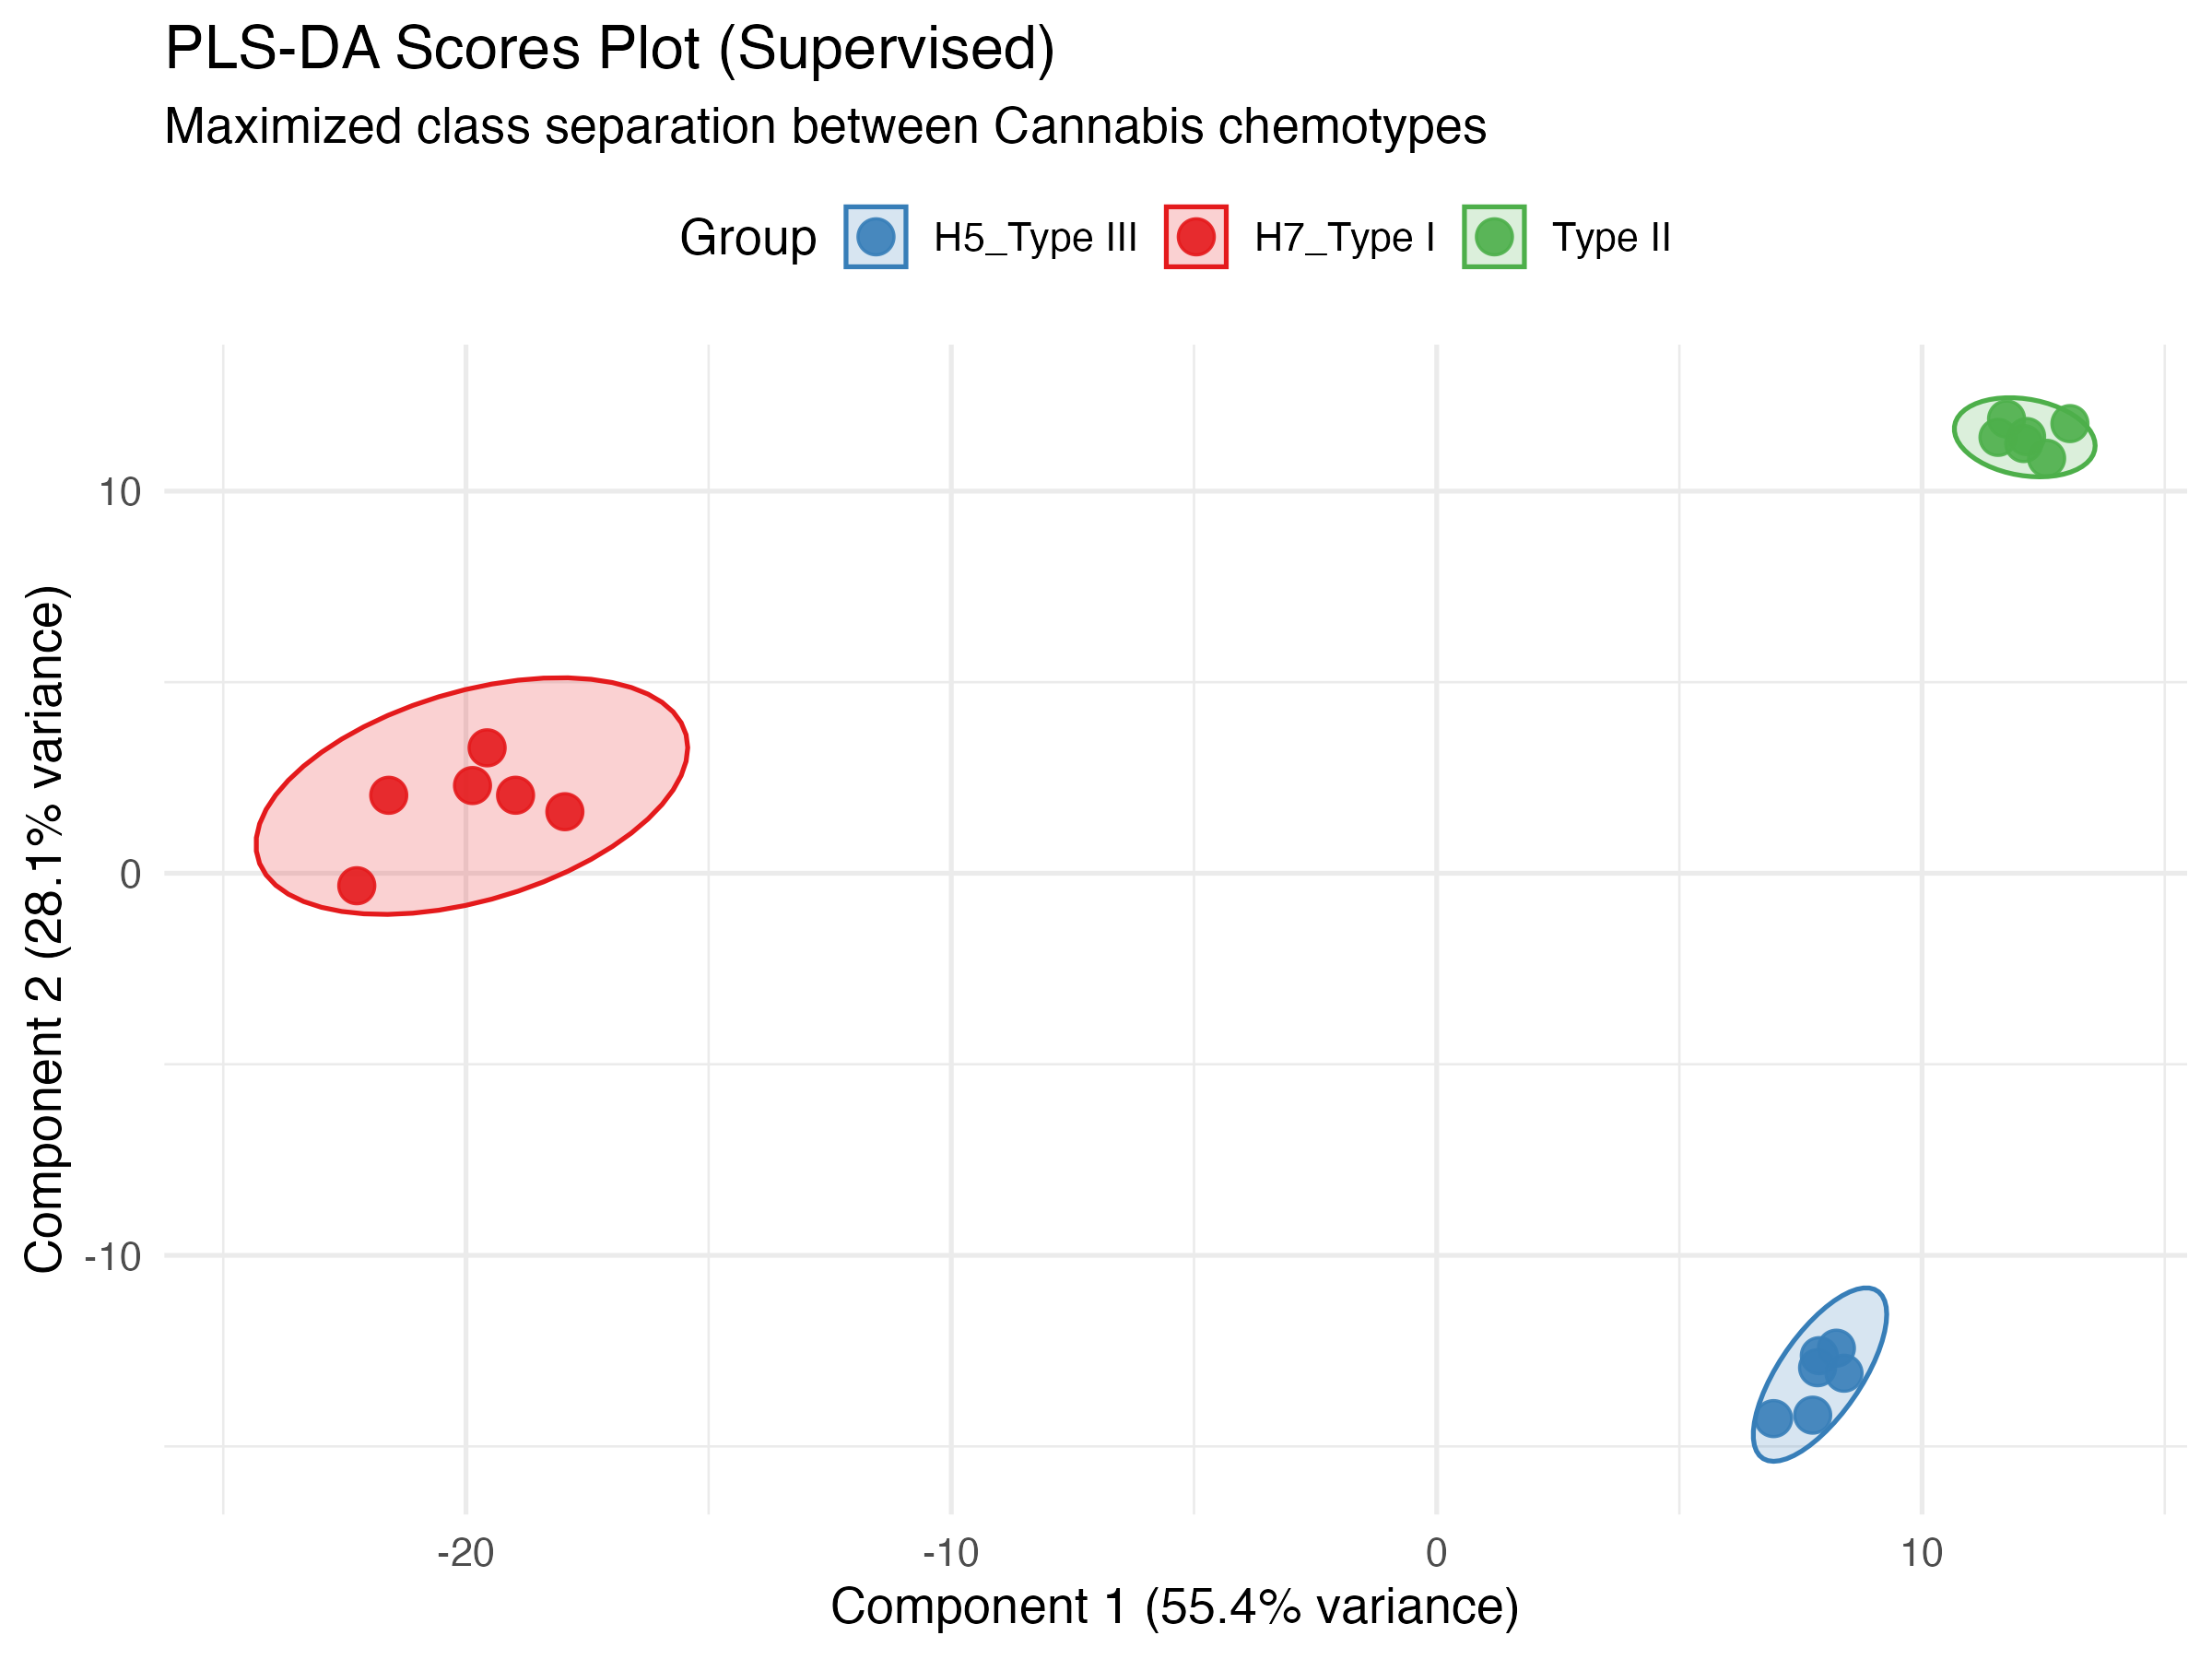 PLS-DA Scores Plot (Supervised)
Maximized class separation between Cannabis chemotypes
Group H5_Type III H7_Type I Type II
Component 2 (28.1% variance)
10
0
-10
-20 -10 0 10
Component 1 (55.4% variance)